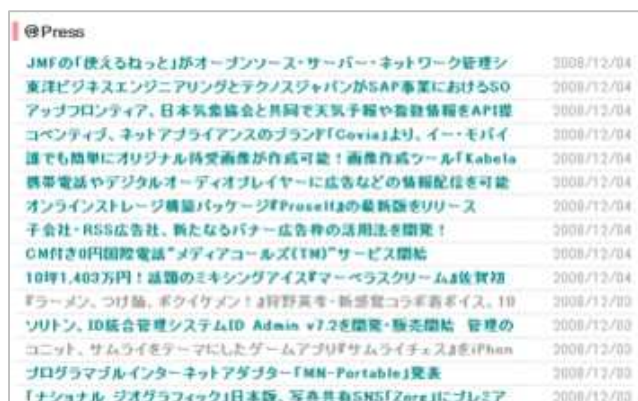 @Press
JMFの「使えるねっと」がオープンソース・サーバー・ネットワーク管理シ 2008/12/04
東洋ビジネスエンジニアリングとテクノスジャパンがSAP事業におけるSO 2008/12/04
アップフロンティア、日本気象協会と共同で天気予報や指数情報をAPI提 2008/12/04
コベンティブ、ネットアプライアンスのブランド「Covia」より、イー・モバイ 2008/12/04
誰でも簡単にオリジナル待受画像が作成可能！画像作成ツール「Kabela 2008/12/04
携帯電話やデジタルオーディオプレイヤーに広告などの情報配信を可能 2008/12/04
オンラインストレージ構築パッケージ『Proself』の最新版をリリース 2008/12/04
子会社・RSS広告社、新たなるバナー広告枠の活用法を開発！ 2008/12/04
CM付き0円国際電話"メディアコールズ(TM)"サービス開始 2008/12/04
10坪1,403万円！話題のミキシングアイス『マーベラスクリーム』佐賀初 2008/12/04
『ラーメン、つけ麺、ボクイケメン！』狩野英孝・新感覚コラボ着ボイス、10 2008/12/03
ソリトン、ID統合管理システムID Admin v7.2を開発・販売開始 管理の 2008/12/03
コニット、サムライをテーマにしたゲームアプリ『サムライチェス』をiPhon 2008/12/03
プログラマブルインターネットアダプター「MN-Portable」発表 2008/12/03
「ナショナル ジオグラフィック」日本版、写真共有SNS「Zorg」にプレミア 2008/12/03